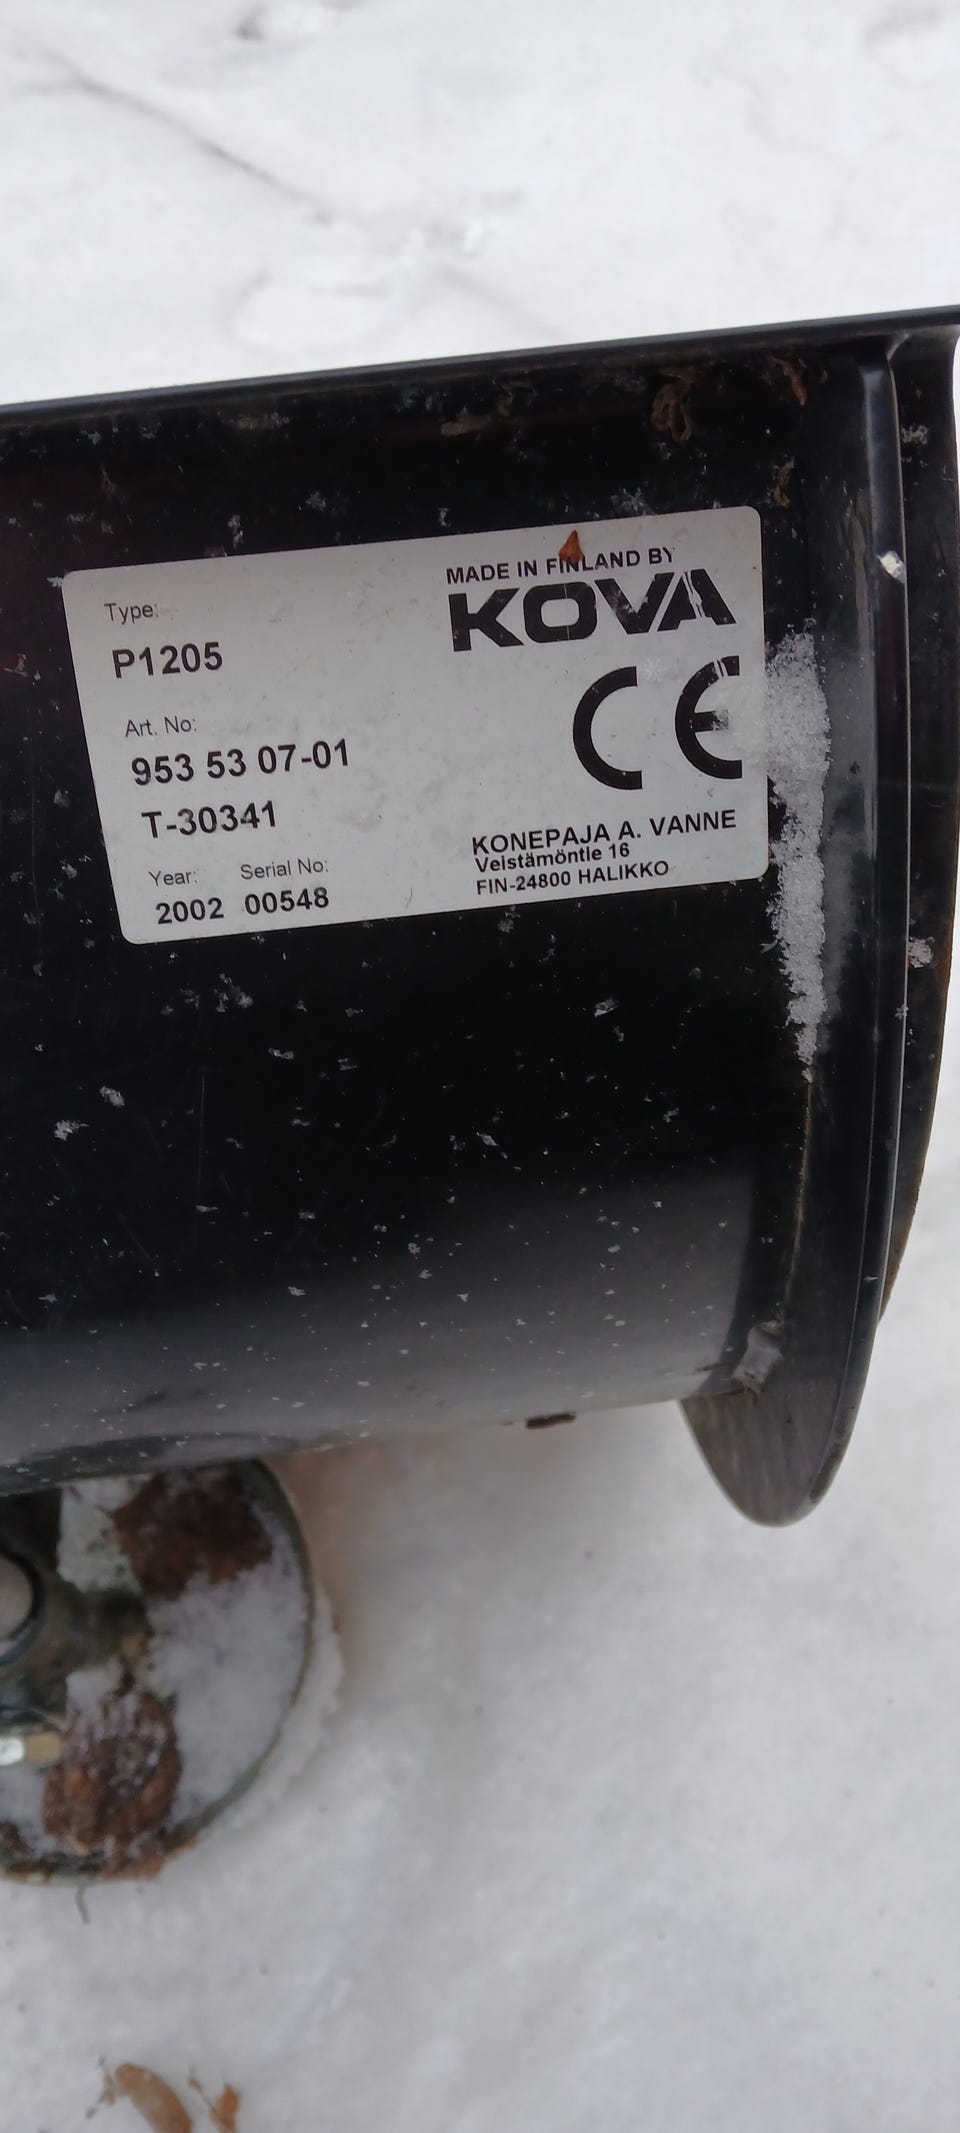 Type:
P1205
Art. No:
953 53 07-01
T-30341
Year: Serial No:
2002 00548
MADE IN FINLAND BY
KOVA
CE
KONEPAJA A. VANNE
Veistämöntie 16
FIN-24800 HALIKKO